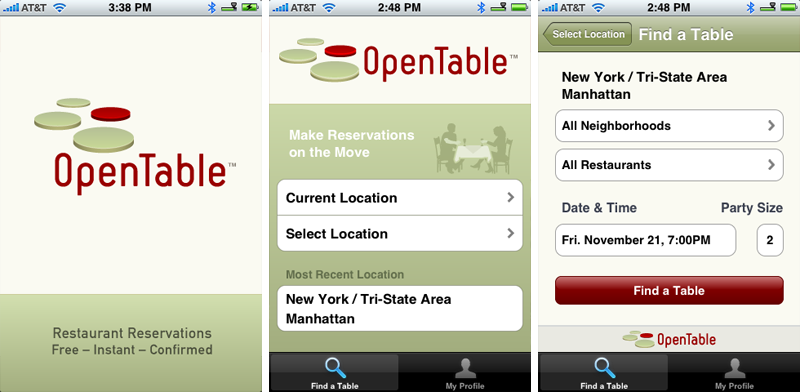 AT&T 3:38 PM
OpenTable™
Restaurant Reservations
Free – Instant – Confirmed
AT&T 2:48 PM
OpenTable™
Make Reservations
on the Move
Current Location
Select Location
Most Recent Location
New York / Tri-State Area
Manhattan
Find a Table
My Profile
AT&T 2:48 PM
Select Location
Find a Table
New York / Tri-State Area
Manhattan
All Neighborhoods
All Restaurants
Date & Time Party Size
Fri. November 21, 7:00PM 2
Find a Table
OpenTable
Find a Table
My Profile